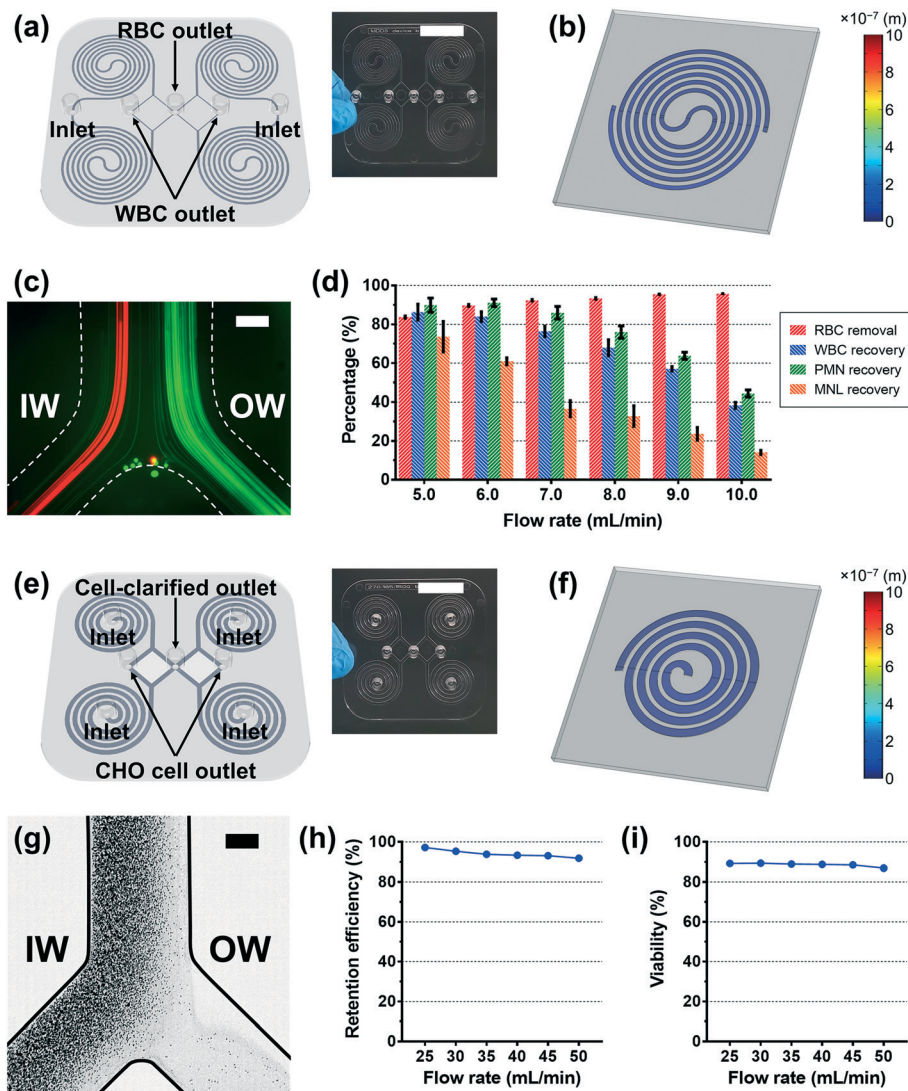 (a)
RBC outlet
Inlet
Inlet
WBC outlet
(b)
×10⁻⁷ (m)
10
8
6
4
2
0
(c)
IW
OW
(d)
Percentage (%)
100
80
60
40
20
0
5.0 6.0 7.0 8.0 9.0 10.0
Flow rate (mL/min)
RBC removal
WBC recovery
PMN recovery
MNL recovery
(e)
Cell-clarified outlet
Inlet
Inlet
Inlet
Inlet
CHO cell outlet
(f)
×10⁻⁷ (m)
10
8
6
4
2
0
(g)
IW
OW
(h)
Retention efficiency (%)
100
80
60
40
20
0
25 30 35 40 45 50
Flow rate (mL/min)
(i)
Viability (%)
100
80
60
40
20
0
25 30 35 40 45 50
Flow rate (mL/min)